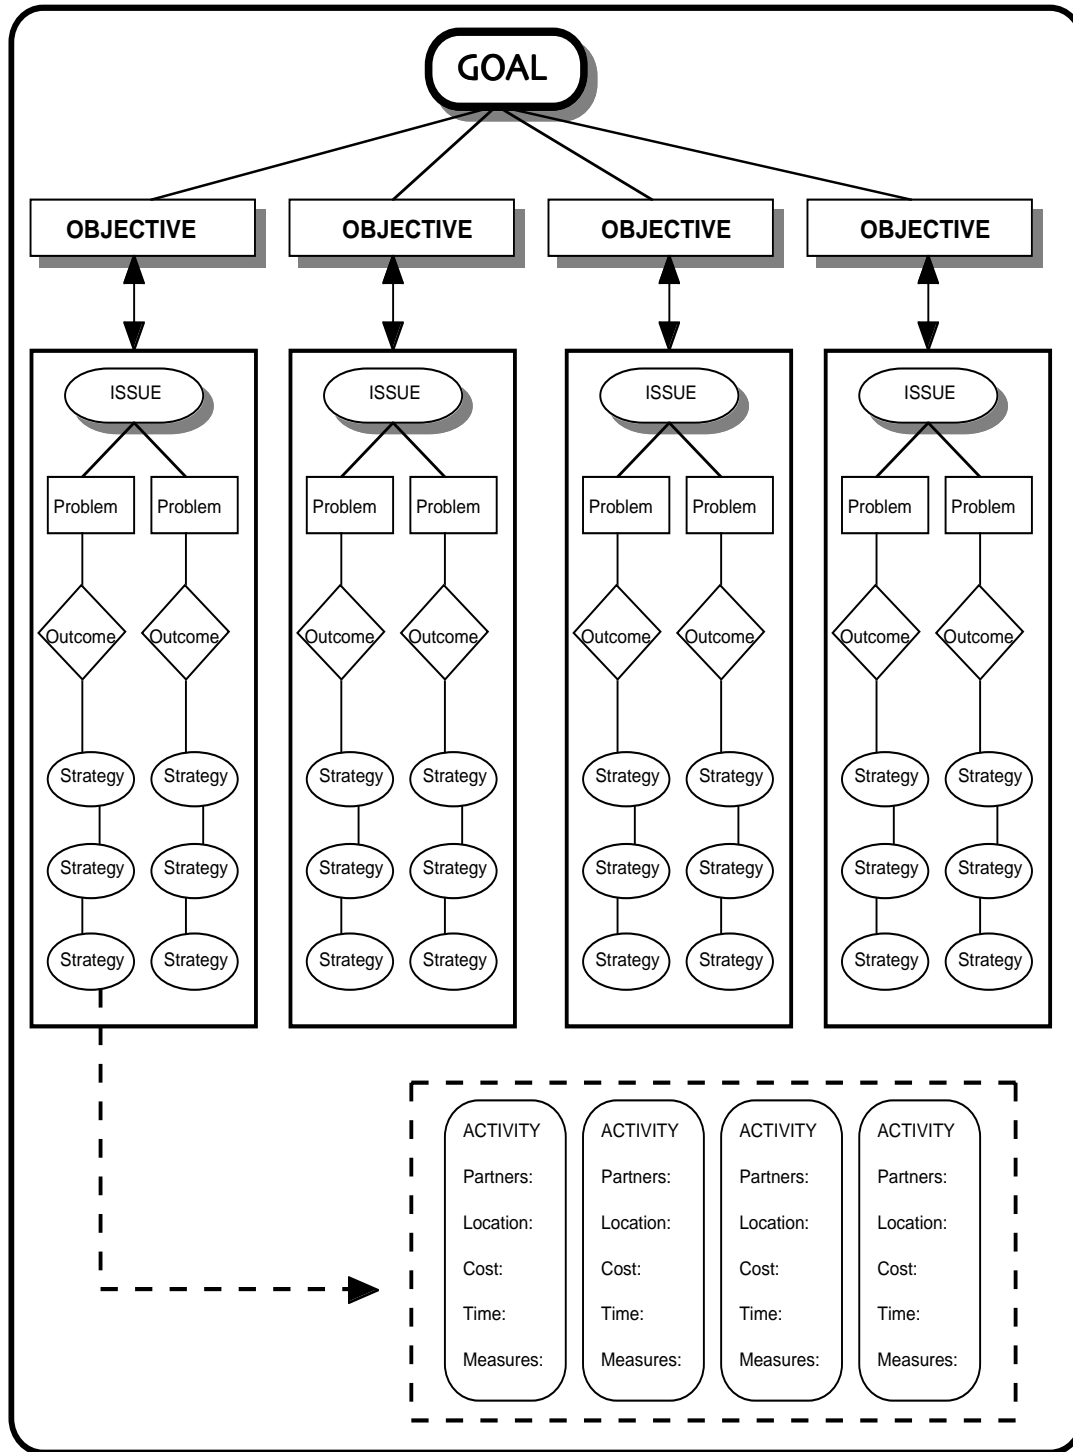 GOAL
OBJECTIVE OBJECTIVE OBJECTIVE OBJECTIVE
ISSUE ISSUE ISSUE ISSUE
Problem Problem Problem Problem Problem Problem Problem Problem
Outcome Outcome Outcome Outcome Outcome Outcome Outcome Outcome
Strategy Strategy Strategy Strategy Strategy Strategy Strategy Strategy
Strategy Strategy Strategy Strategy Strategy Strategy Strategy Strategy
Strategy Strategy Strategy Strategy Strategy Strategy Strategy Strategy
ACTIVITY ACTIVITY ACTIVITY ACTIVITY
Partners: Partners: Partners: Partners:
Location: Location: Location: Location:
Cost: Cost: Cost: Cost:
Time: Time: Time: Time:
Measures: Measures: Measures: Measures: